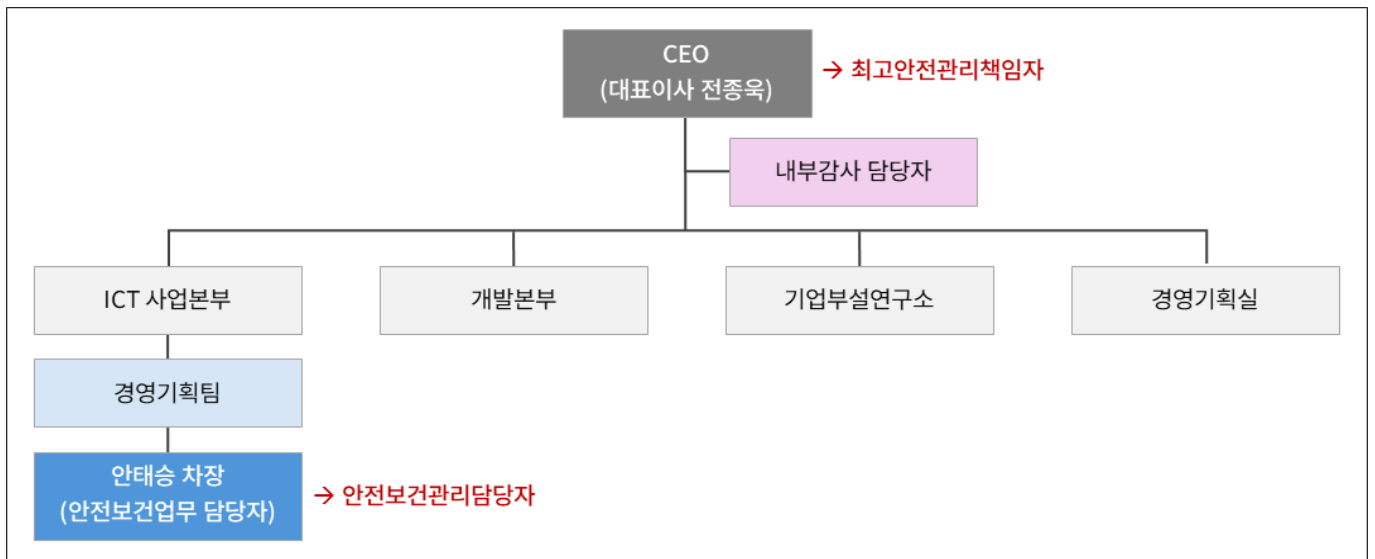 CEO
(대표이사 전종욱)
→ 최고안전관리책임자
내부감사 담당자
ICT 사업본부
개발본부
기업부설연구소
경영기획실
경영기획팀
안태승 차장
(안전보건업무 담당자)
→ 안전보건관리담당자